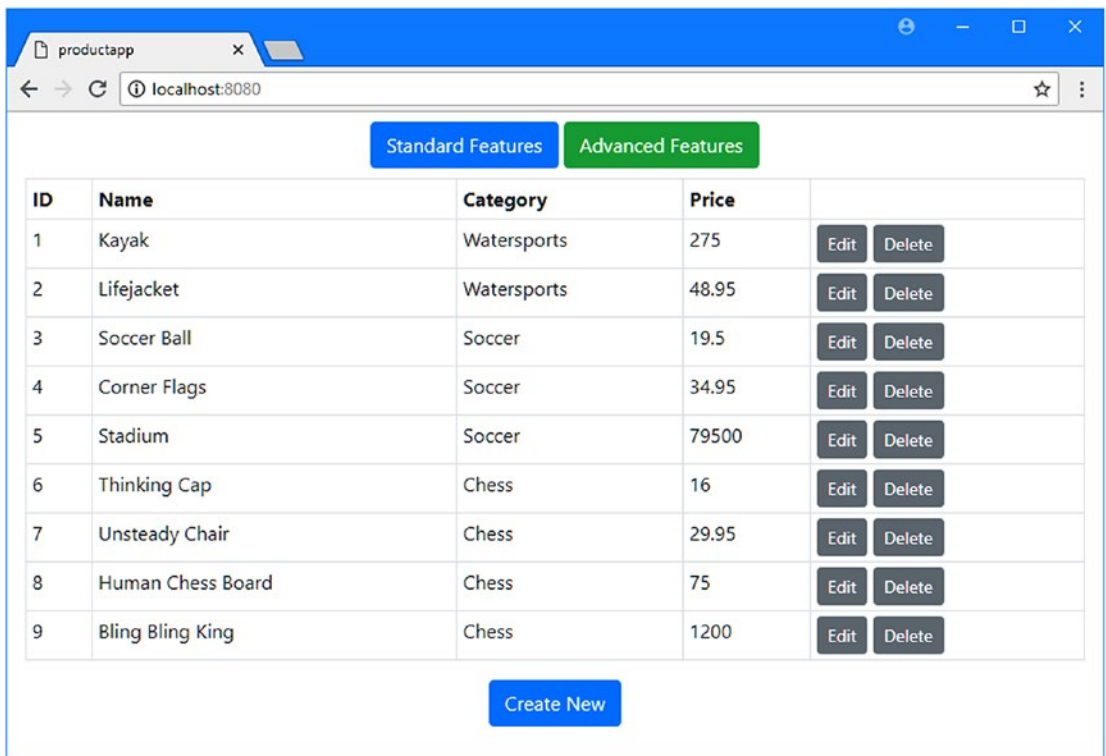 productapp
localhost:8080
Standard Features Advanced Features
ID Name Category Price
1 Kayak Watersports 275 Edit Delete
2 Lifejacket Watersports 48.95 Edit Delete
3 Soccer Ball Soccer 19.5 Edit Delete
4 Corner Flags Soccer 34.95 Edit Delete
5 Stadium Soccer 79500 Edit Delete
6 Thinking Cap Chess 16 Edit Delete
7 Unsteady Chair Chess 29.95 Edit Delete
8 Human Chess Board Chess 75 Edit Delete
9 Bling Bling King Chess 1200 Edit Delete
Create New